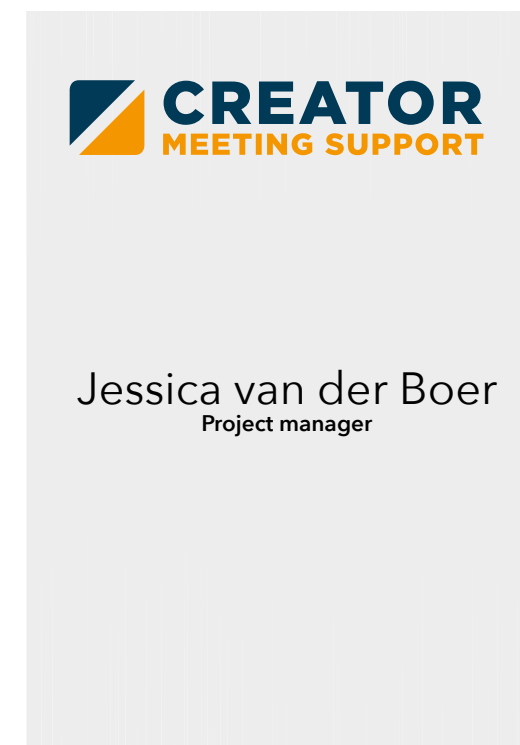 CREATOR
MEETING SUPPORT
Jessica van der Boer
Project manager